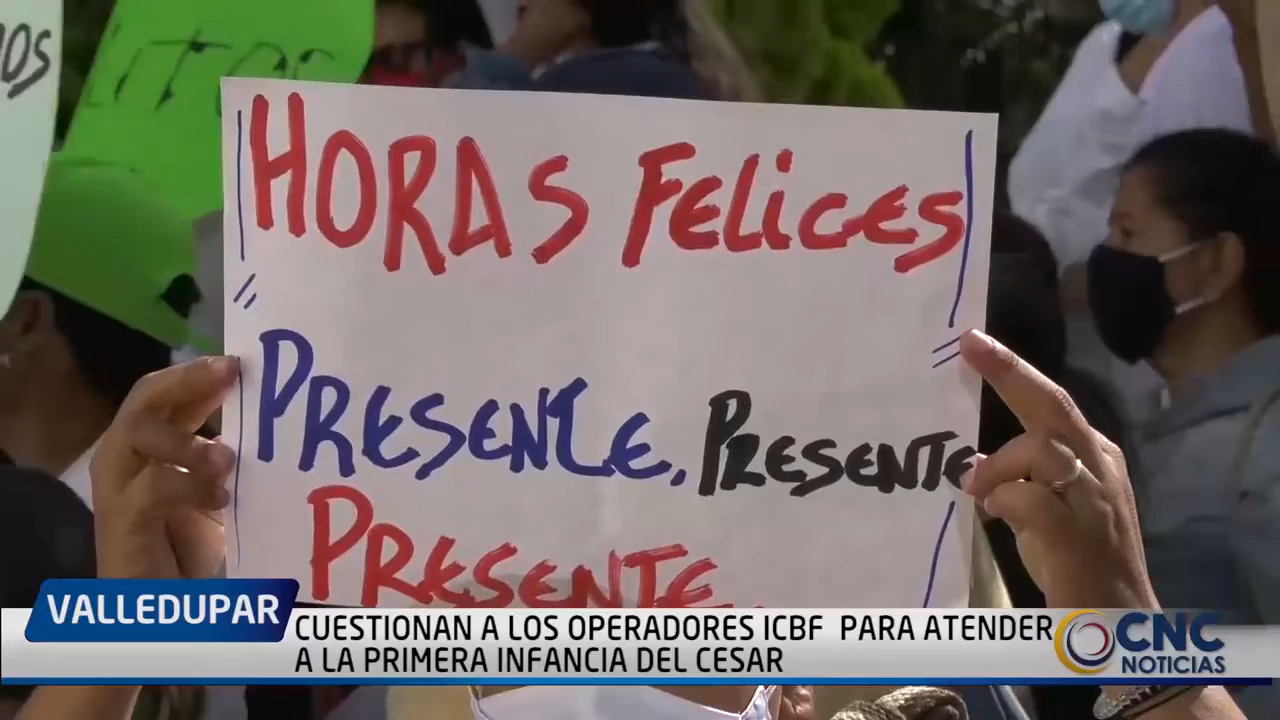 HORAS FELICES
PRESENTE. PRESENTE
PRESENTE.
VALLEDUPAR
CUESTIONAN A LOS OPERADORES ICBF PARA ATENDER
A LA PRIMERA INFANCIA DEL CESAR
CNC
NOTICIAS